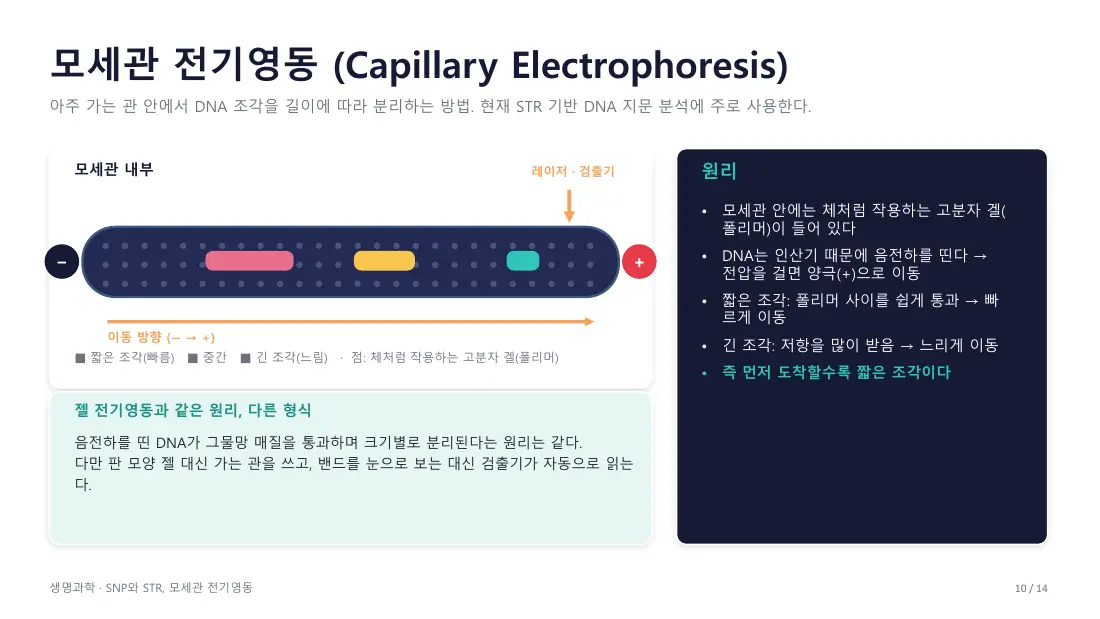 모세관 전기영동 (Capillary Electrophoresis)
아주 가는 관 안에서 DNA 조각을 길이에 따라 분리하는 방법. 현재 STR 기반 DNA 지문 분석에 주로 사용한다.
모세관 내부
레이저 · 검출기
−
+
이동 방향 (− → +)
■ 짧은 조각(빠름) ■ 중간 ■ 긴 조각(느림) · 점: 체처럼 작용하는 고분자 겔(폴리머)
젤 전기영동과 같은 원리, 다른 형식
음전하를 띤 DNA가 그물망 매질을 통과하며 크기별로 분리된다는 원리는 같다.
다만 판 모양 젤 대신 가는 관을 쓰고, 밴드를 눈으로 보는 대신 검출기가 자동으로 읽는
다.
원리
• 모세관 안에는 체처럼 작용하는 고분자 겔(
폴리머)이 들어 있다
• DNA는 인산기 때문에 음전하를 띤다 →
전압을 걸면 양극(+)으로 이동
• 짧은 조각: 폴리머 사이를 쉽게 통과 → 빠
르게 이동
• 긴 조각: 저항을 많이 받음 → 느리게 이동
• 즉 먼저 도착할수록 짧은 조각이다
생명과학 · SNP와 STR, 모세관 전기영동
10 / 14